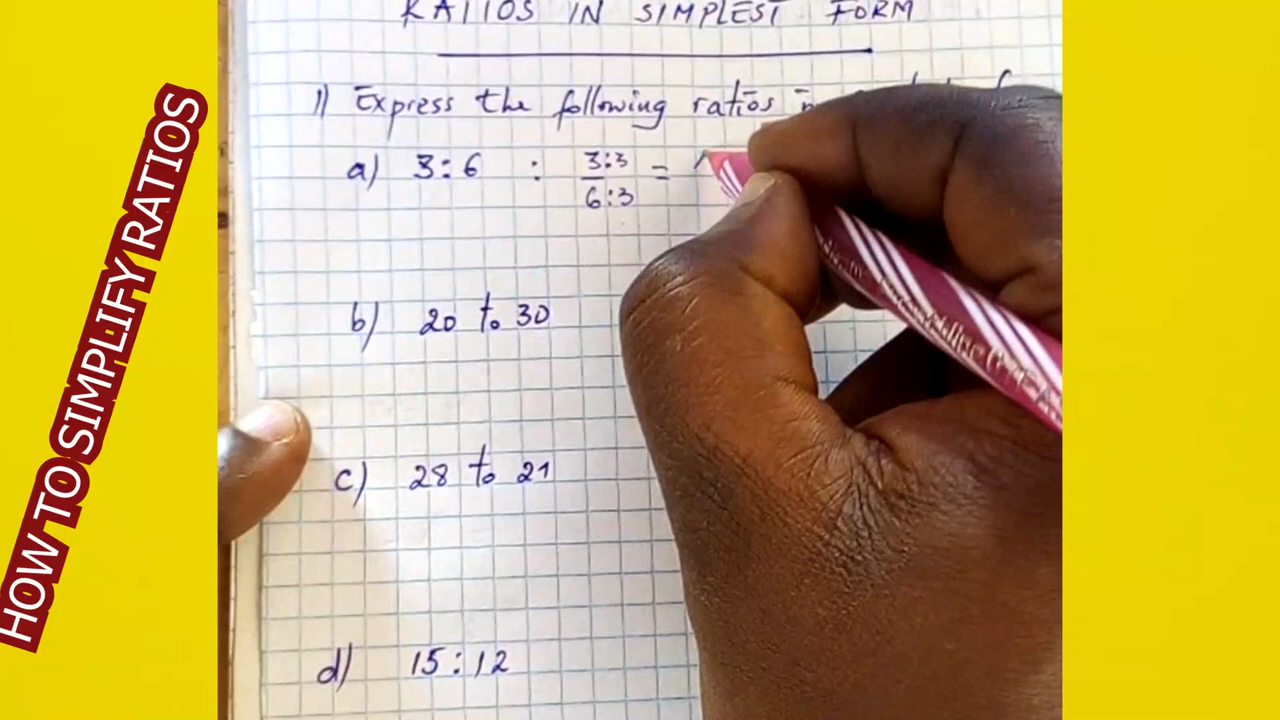 HOW TO SIMPLIFY RATIOS
RATIOS IN SIMPLEST FORM
1) Express the following ratios
a) 3:6 : 3:3/6:3 =
b) 20 to 30
c) 28 to 21
d) 15:12